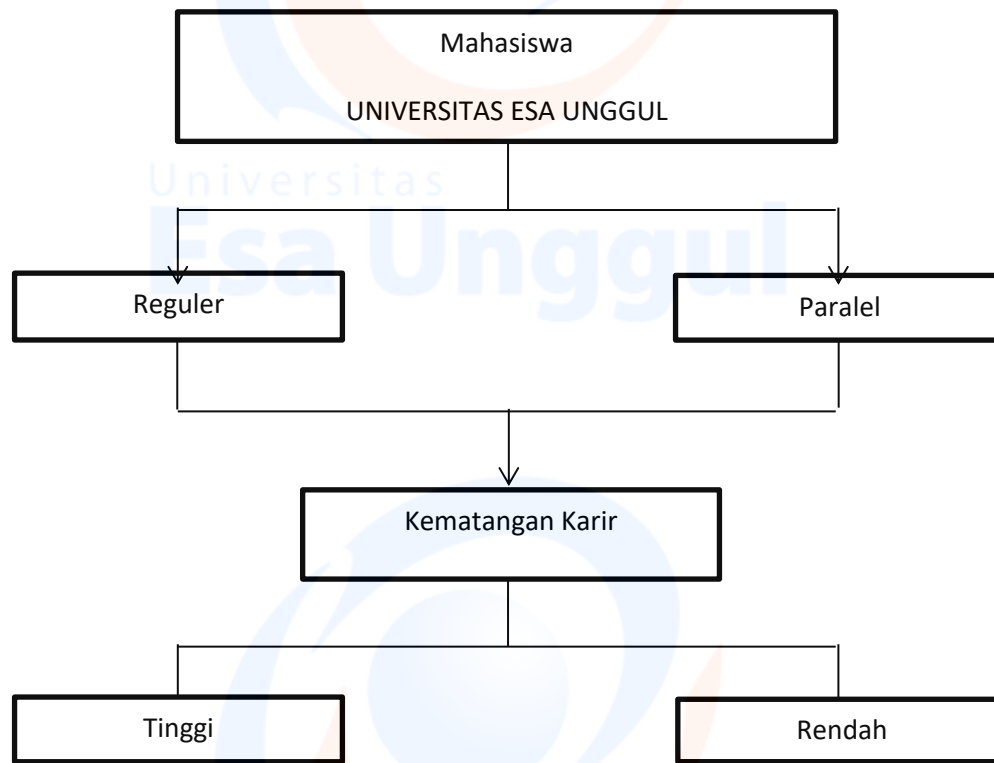 Mahasiswa
UNIVERSITAS ESA UNGGUL
Universitas
Esa Unggul
Reguler
Paralel
Kematangan Karir
Tinggi
Rendah